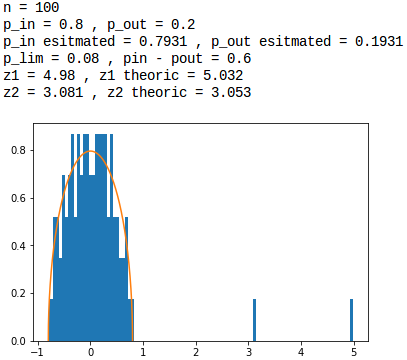 n = 100
p_in = 0.8 , p_out = 0.2
p_in esitmated = 0.7931 , p_out esitmated = 0.1931
p_lim = 0.08 , pin - pout = 0.6
z1 = 4.98 , z1 theoric = 5.032
z2 = 3.081 , z2 theoric = 3.053
0.8
0.6
0.4
0.2
0.0
−1 0 1 2 3 4 5